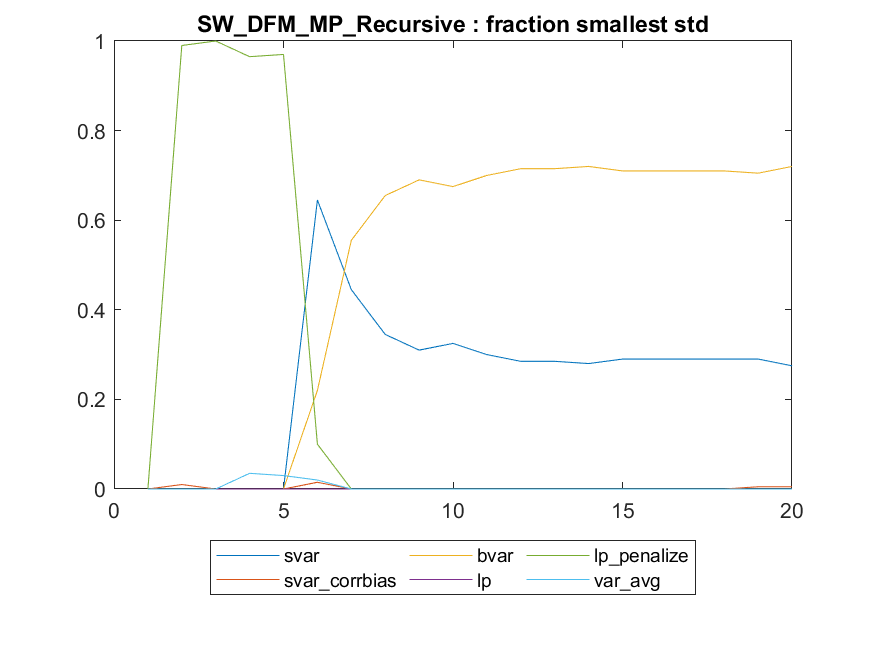 SW_DFM_MP_Recursive : fraction smallest std
1
0.8
0.6
0.4
0.2
0
0 5 10 15 20
svar bvar lp_penalize
svar_corrbias lp var_avg